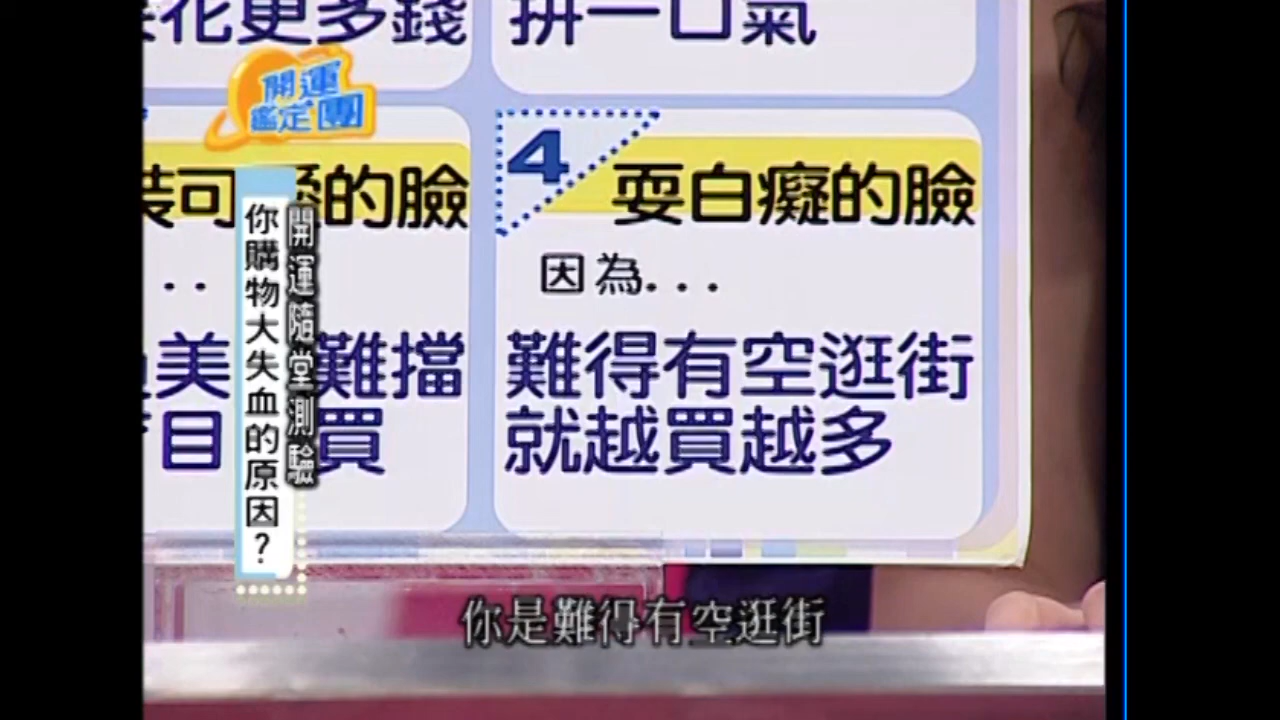 花更多錢
拼一口氣
開運
鑑定團
裝可愛的臉
4
耍白癡的臉
..
因為...
美
難擋
難得有空逛街
目
買
就越買越多
開運隨堂測驗
你購物大失血的原因?
你是難得有空逛街